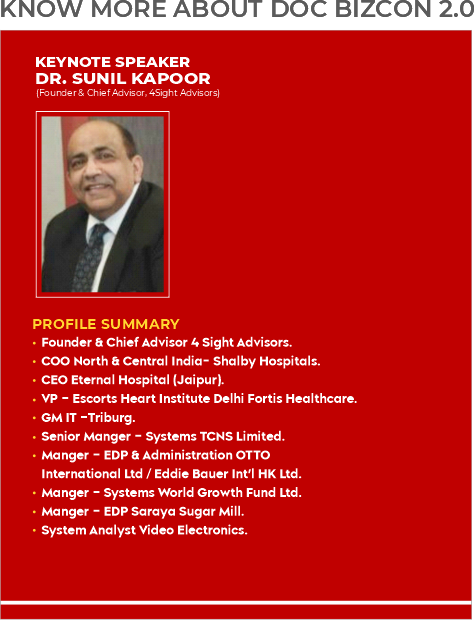 KNOW MORE ABOUT DOC BIZCON 2.0
KEYNOTE SPEAKER
DR. SUNIL KAPOOR
(Founder & Chief Advisor, 4Sight Advisors)
PROFILE SUMMARY
• Founder & Chief Advisor 4 Sight Advisors.
• COO North & Central India- Shalby Hospitals.
• CEO Eternal Hospital (Jaipur).
• VP - Escorts Heart Institute Delhi Fortis Healthcare.
• GM IT -Triburg.
• Senior Manger - Systems TCNS Limited.
• Manger - EDP & Administration OTTO
International Ltd / Eddie Bauer Int'l HK Ltd.
• Manger - Systems World Growth Fund Ltd.
• Manger - EDP Saraya Sugar Mill.
• System Analyst Video Electronics.